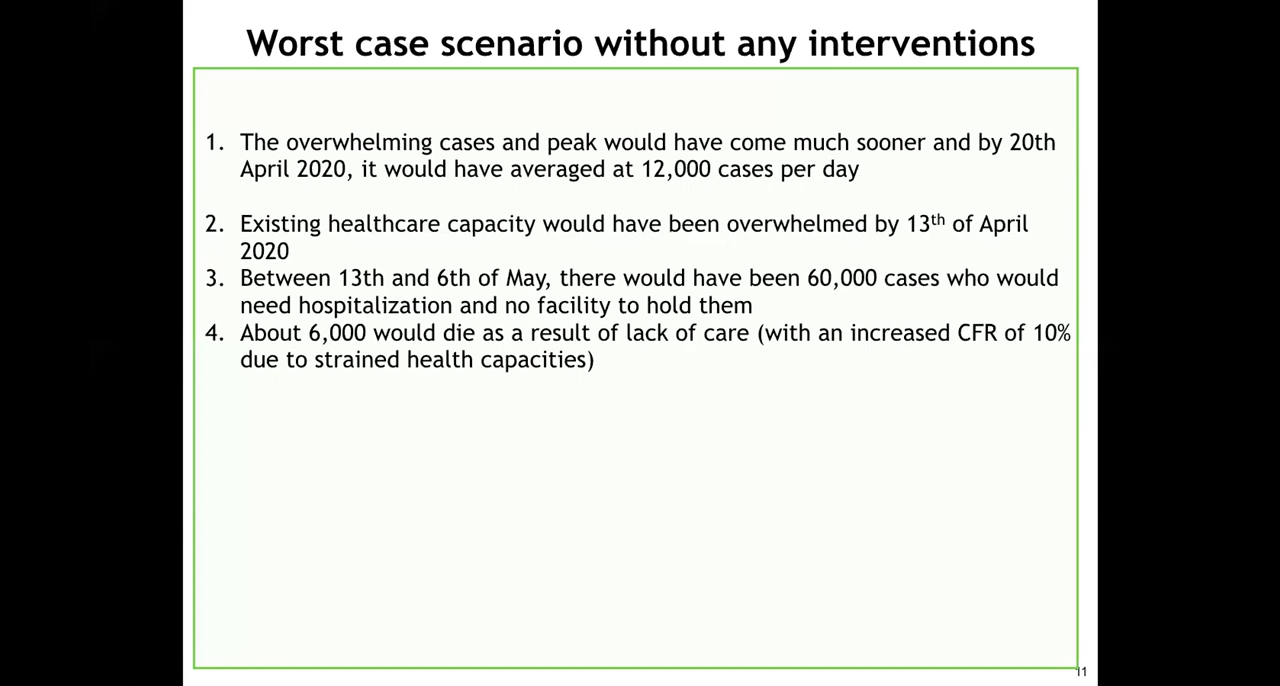 Worst case scenario without any interventions
1. The overwhelming cases and peak would have come much sooner and by 20th
April 2020, it would have averaged at 12,000 cases per day
2. Existing healthcare capacity would have been overwhelmed by 13th of April
2020
3. Between 13th and 6th of May, there would have been 60,000 cases who would
need hospitalization and no facility to hold them
4. About 6,000 would die as a result of lack of care (with an increased CFR of 10%
due to strained health capacities)
11